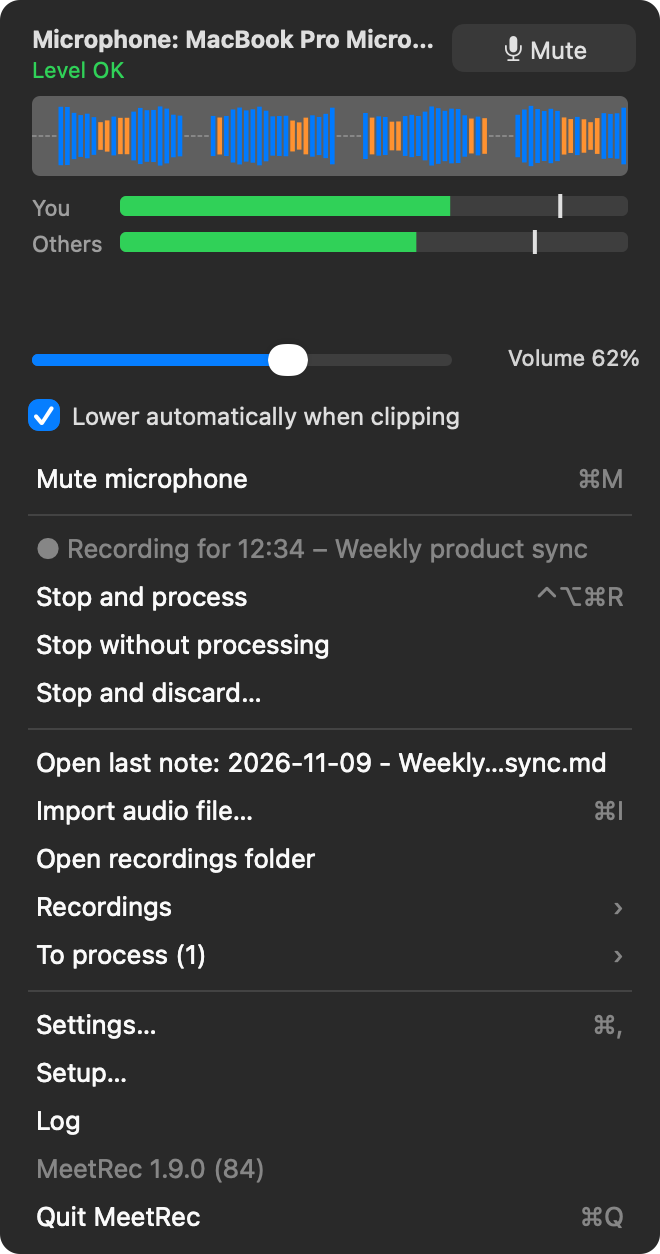 Microphone: MacBook Pro Micro...
Mute
Level OK
You
Others
Volume 62%
Lower automatically when clipping
Mute microphone ⌘M
Recording for 12:34 – Weekly product sync
Stop and process ^⌥⌘R
Stop without processing
Stop and discard...
Open last note: 2026-11-09 - Weekly...sync.md
Import audio file... ⌘I
Open recordings folder
Recordings ›
To process (1) ›
Settings... ⌘,
Setup...
Log
MeetRec 1.9.0 (84)
Quit MeetRec ⌘Q